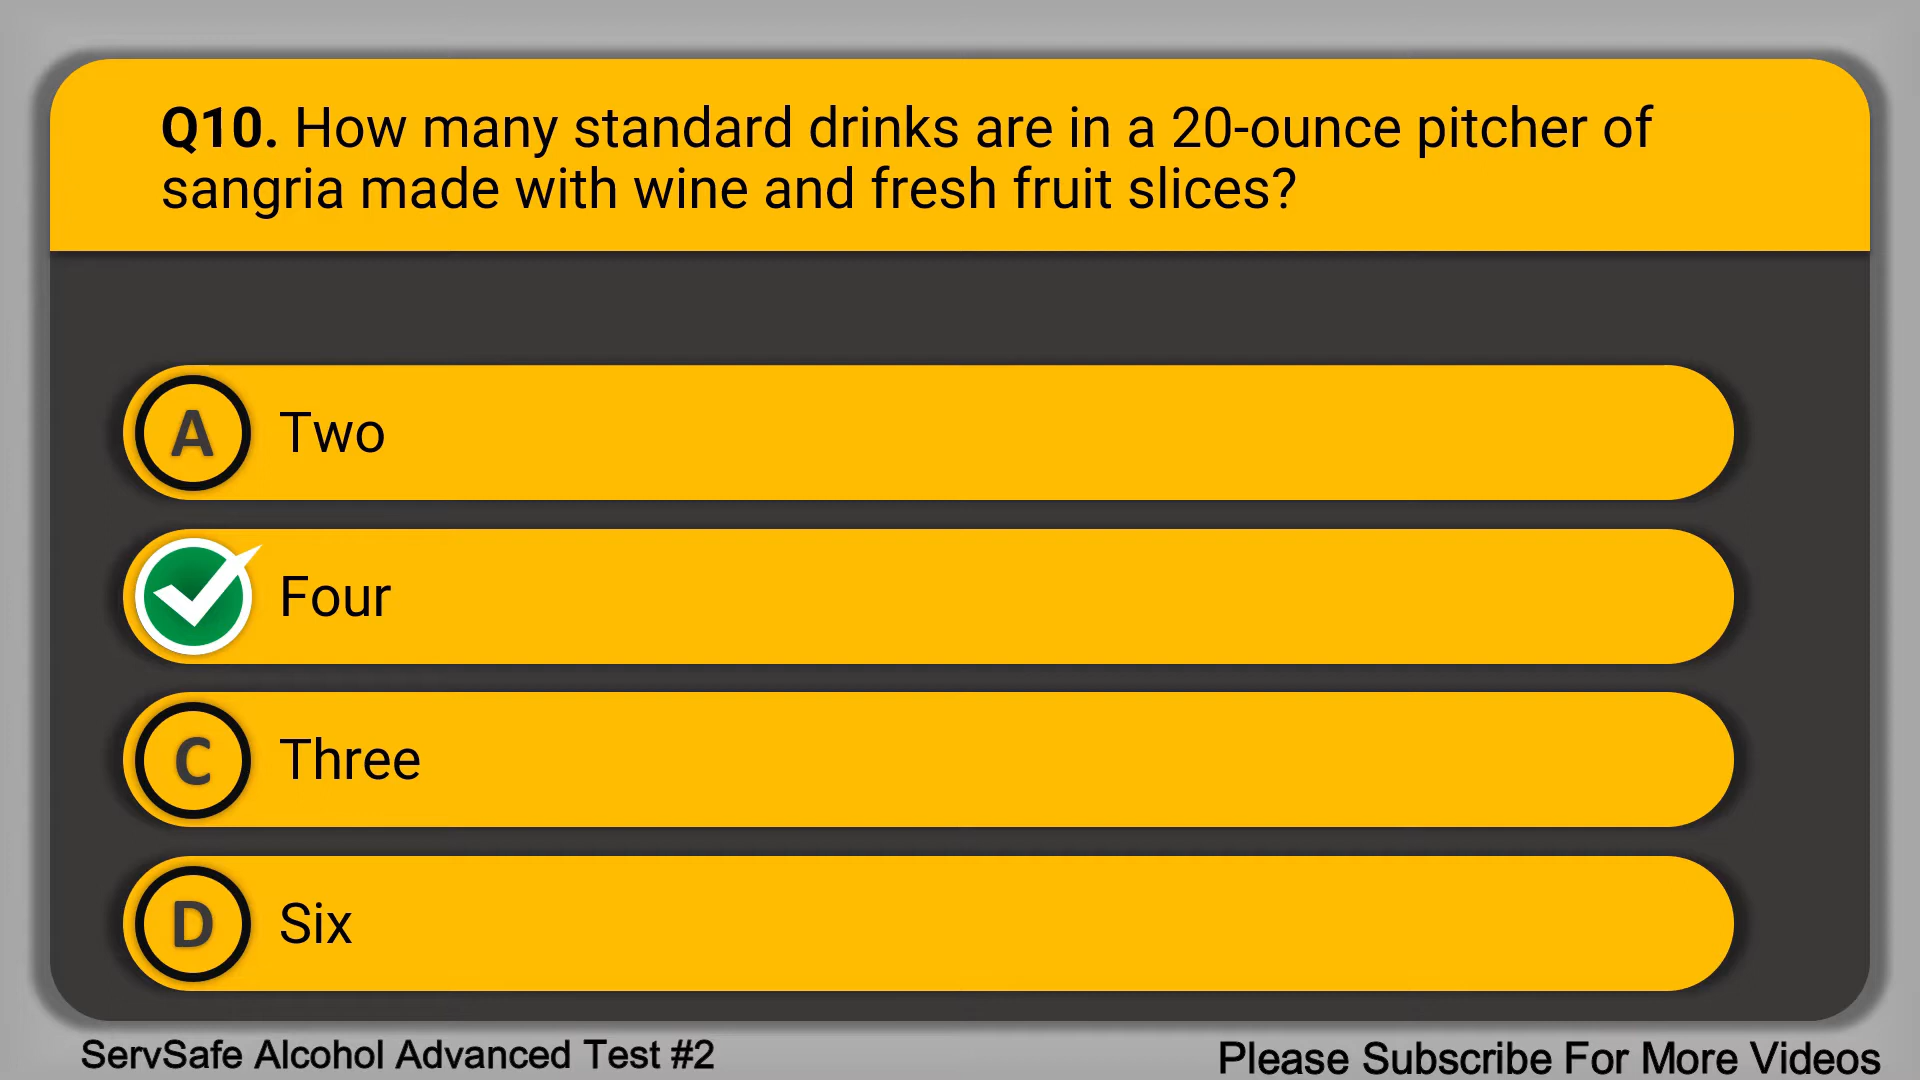 Q10. How many standard drinks are in a 20-ounce pitcher of
sangria made with wine and fresh fruit slices?
A Two
Four
C Three
D Six
ServSafe Alcohol Advanced Test #2
Please Subscribe For More Videos